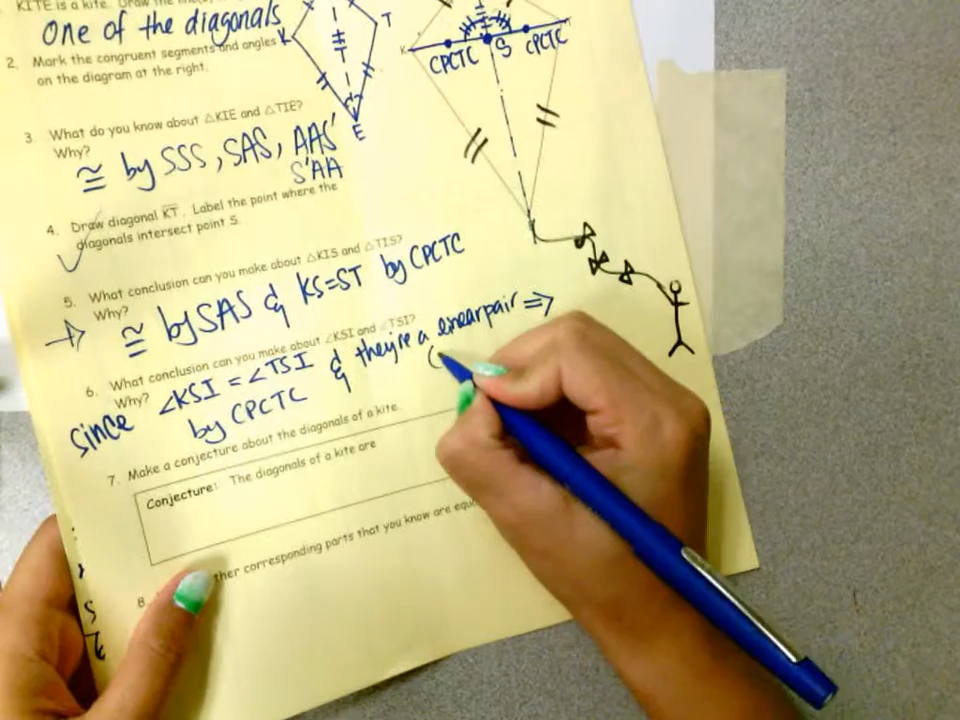 KITE is a kite. Draw the
One of the diagonals
K
T
E
K
S
CPCTC
CPCTC
2. Mark the congruent segments and angles
on the diagram at the right.
3. What do you know about △KIE and △TIE?
Why?
≅ by SSS, SAS, AAS'
S'AA
4. Draw diagonal KT. Label the point where the
diagonals intersect point S.
5. What conclusion can you make about △KIS and △TIS?
Why?
≅ by SAS & KS=ST by CPCTC
6. What conclusion can you make about ∠KSI and ∠TSI?
Why?
since ∠KSI = ∠TSI & they're a linear pair ⇒
by CPCTC (
7. Make a conjecture about the diagonals of a kite.
Conjecture: The diagonals of a kite are
8. corresponding parts that you know are